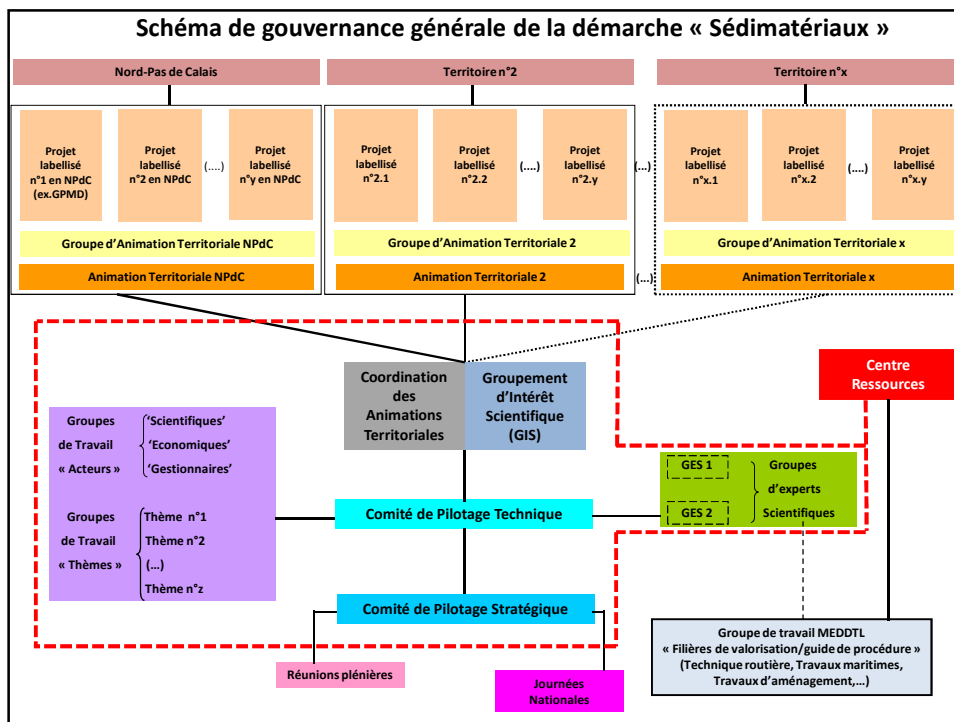 Schéma de gouvernance générale de la démarche « Sédimatériaux »
Nord-Pas de Calais
Territoire n°2
Territoire n°x
Projet
labellisé
n°1 en NPdC
(ex.GPMD)
Projet
labellisé
n°2 en NPdC
(....)
Projet
labellisé
n°y en NPdC
Projet
labellisé
n°2.1
Projet
labellisé
n°2.2
(....)
Projet
labellisé
n°2.y
(...)
Projet
labellisé
n°x.1
Projet
labellisé
n°x.2
(....)
Projet
labellisé
n°x.y
Groupe d'Animation Territoriale NPdC
Groupe d'Animation Territoriale 2
Groupe d'Animation Territoriale x
Animation Territoriale NPdC
Animation Territoriale 2
(...)
Animation Territoriale x
Coordination
des
Animations
Territoriales
Groupement
d'Intérêt
Scientifique
(GIS)
Centre
Ressources
Groupes
de Travail
« Acteurs »
'Scientifiques'
'Economiques'
'Gestionnaires'
Groupes
de Travail
« Thèmes »
Thème n°1
Thème n°2
(...)
Thème n°z
GES 1
GES 2
Groupes
d'experts
Scientifiques
Comité de Pilotage Technique
Comité de Pilotage Stratégique
Réunions plénières
Journées
Nationales
Groupe de travail MEDDTL
« Filières de valorisation/guide de procédure »
(Technique routière, Travaux maritimes,
Travaux d'aménagement,...)